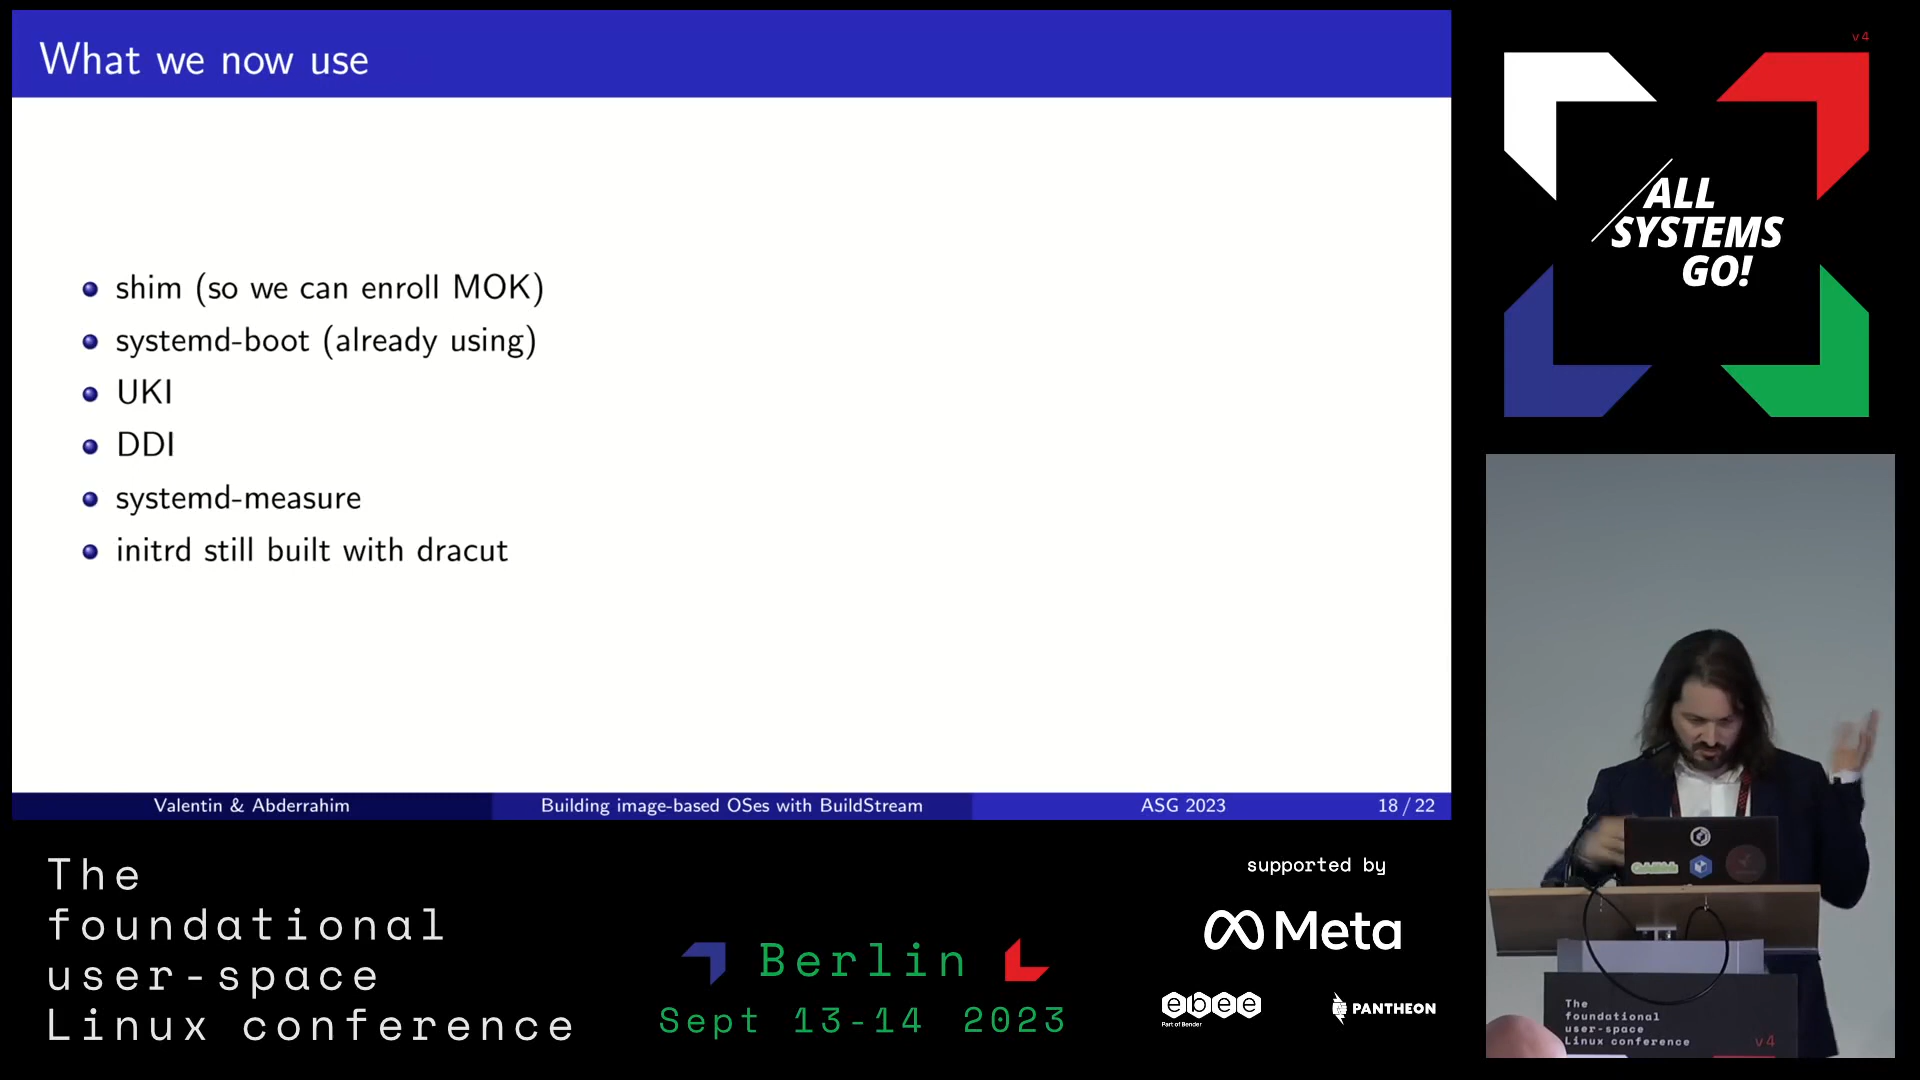 What we now use
shim (so we can enroll MOK)
systemd-boot (already using)
UKI
DDI
systemd-measure
initrd still built with dracut
Valentin & Abderrahim
Building image-based OSes with BuildStream
ASG 2023
18 / 22
v4
ALL
SYSTEMS
GO!
The
foundational
user-space
Linux conference
Berlin
Sept 13-14 2023
supported by
Meta
ebee
Part of Bender
PANTHEON
The
foundational
user-space
Linux conference
v4